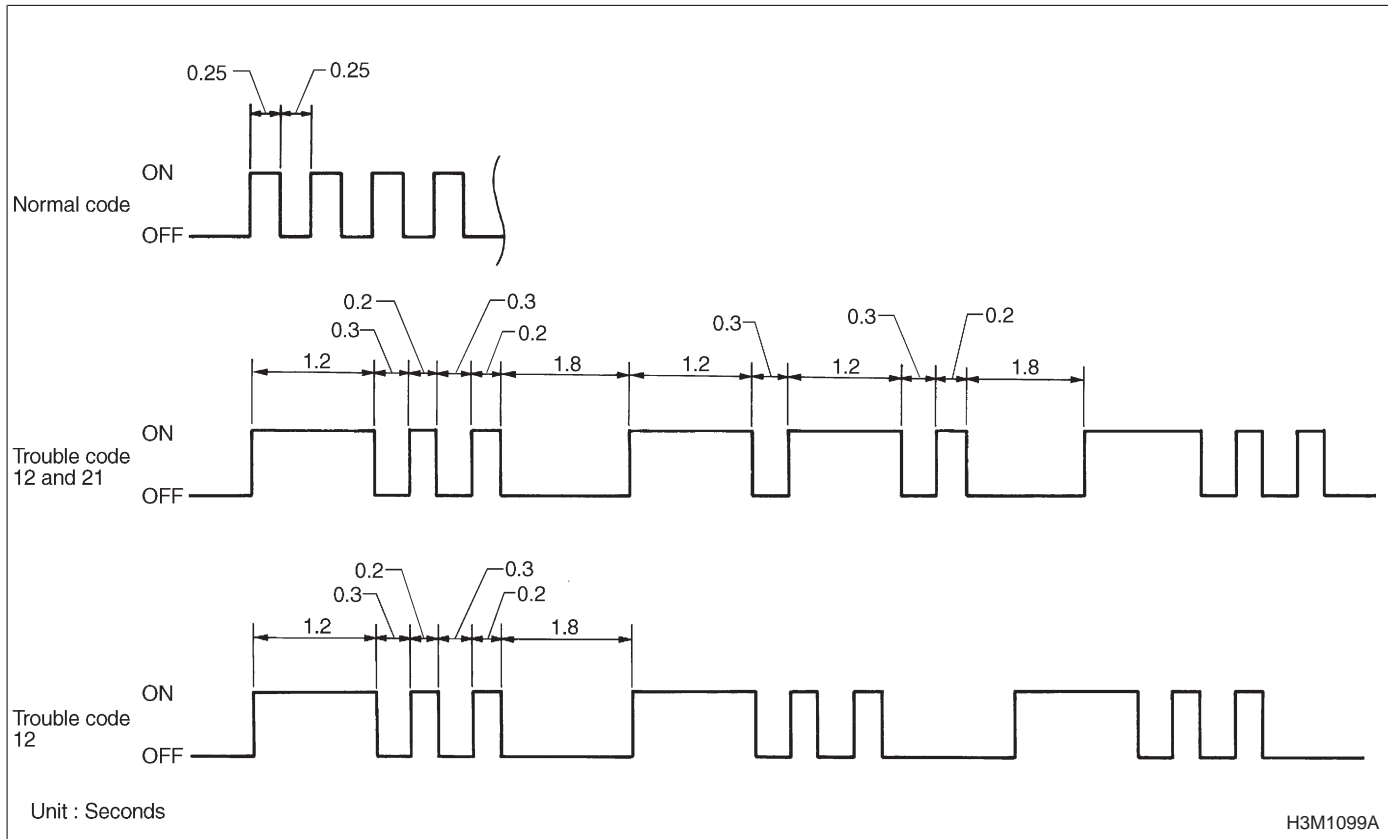 0.25 0.25
ON
Normal code
OFF
0.2 0.3
0.3 0.2 0.3 0.3 0.2
1.2 1.8 1.2 1.2 1.8
ON
Trouble code
12 and 21
OFF
0.2 0.3
0.3 0.2
1.2 1.8
ON
Trouble code
12
OFF
Unit : Seconds
H3M1099A